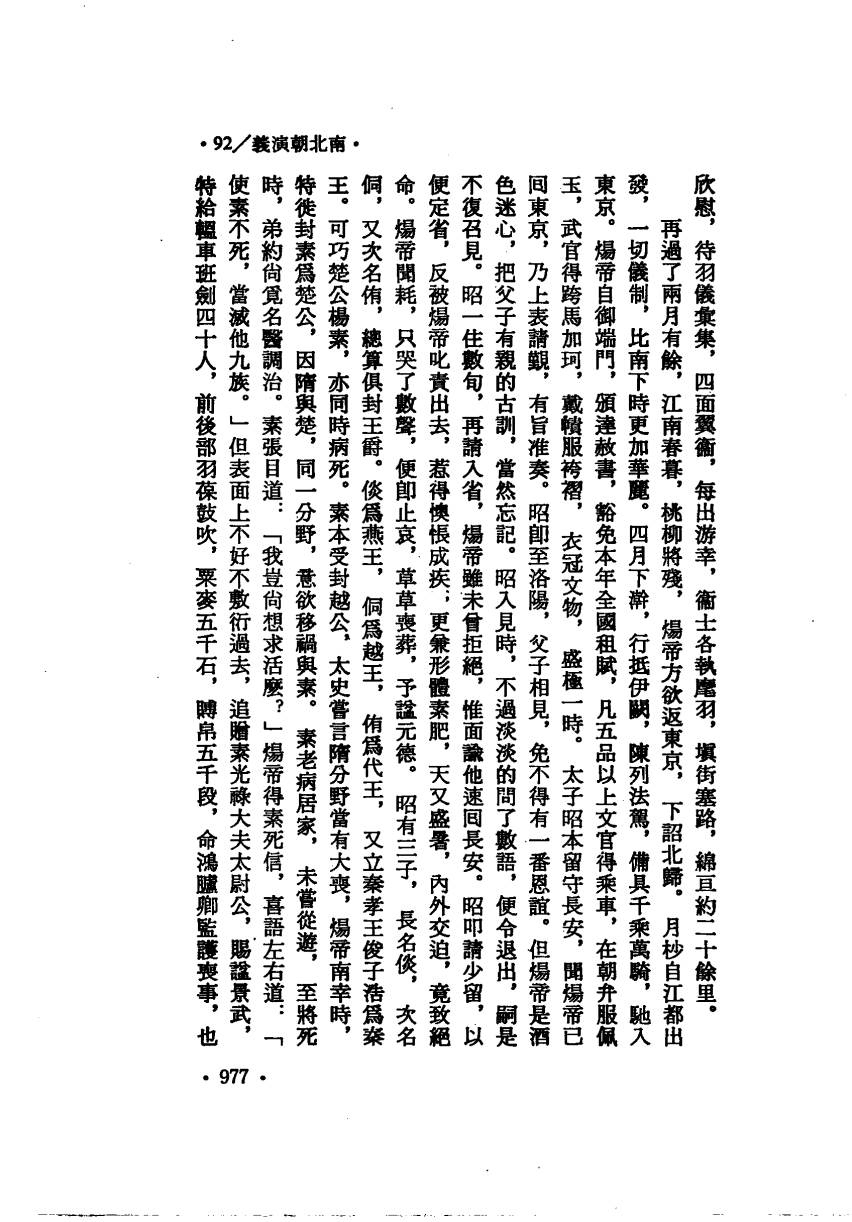 ·92／義演朝北南·
欣慰，待羽儀彙集，四面翼衞，每出游幸，衞士各執麾羽，塡街塞路，綿亘約二十餘里。
再過了兩月有餘，江南春暮，桃柳將殘，煬帝方欲返東京，下詔北歸。月杪自江都出
發，一切儀制，比南下時更加華麗。四月下澣，行抵伊闕，陳列法駕，備具千乘萬騎，馳入
東京。煬帝自御端門，頒達赦書，豁免本年全國租賦，凡五品以上文官得乘車，在朝弁服佩
玉，武官得跨馬加珂，戴幘服袴褶，衣冠文物，盛極一時。太子昭本留守長安，聞煬帝已
囘東京，乃上表請覲，有旨准奏。昭卽至洛陽，父子相見，免不得有一番恩誼。但煬帝是酒
色迷心，把父子有親的古訓，當然忘記。昭入見時，不過淡淡的問了數語，便令退出，嗣是
不復召見。昭一住數旬，再請入省，煬帝雖未曾拒絕，惟面諭他速囘長安。昭叩請少留，以
便定省，反被煬帝叱責出去，惹得懊悵成疾；更兼形體素肥，天又盛暑，內外交迫，竟致絕
命。煬帝聞耗，只哭了數聲，便卽止哀，草草喪葬，予諡元德。昭有三子，長名倓，次名
侗，又次名侑，總算俱封王爵。倓爲燕王，侗爲越王，侑爲代王，又立秦孝王俊子浩爲秦
王。可巧楚公楊素，亦同時病死。素本受封越公，太史嘗言隋分野當有大喪，煬帝南幸時，
特徙封素爲楚公，因隋與楚，同一分野，意欲移禍與素。素老病居家，未嘗從遊，至將死
時，弟約尙覓名醫調治。素張目道：「我豈尙想求活麼？」煬帝得素死信，喜語左右道：「
使素不死，當滅他九族。」但表面上不好不敷衍過去，追贈素光祿大夫太尉公，賜諡景武，
特給轀車班劍四十人，前後部羽葆鼓吹，粟麥五千石，賻帛五千段，命鴻臚卿監護喪事，也
·977·